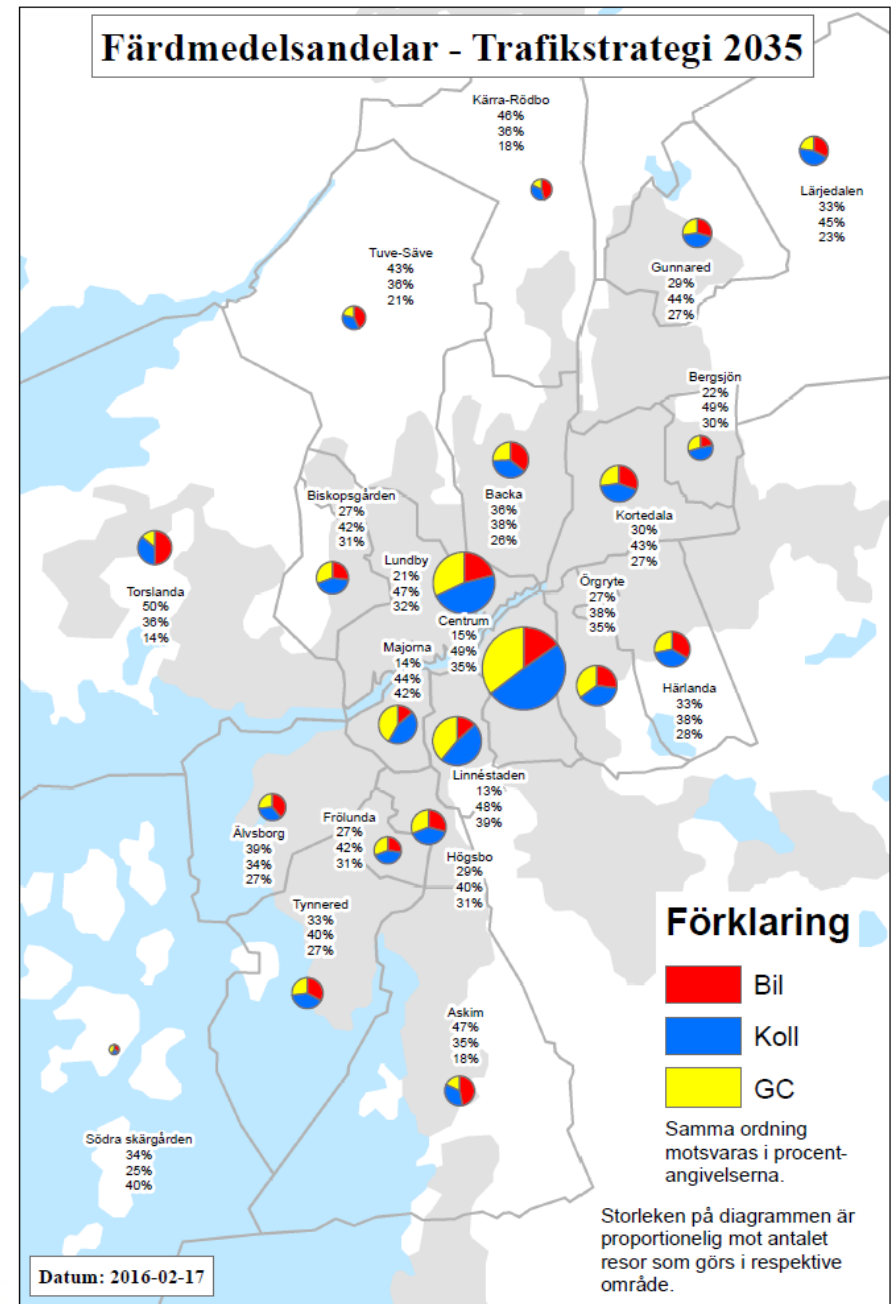 Färdmedelsandelar - Trafikstrategi 2035
Kärra-Rödbo
46%
36%
18%
Lärjedalen
33%
45%
23%
Tuve-Säve
43%
36%
21%
Gunnared
29%
44%
27%
Bergsjön
22%
49%
30%
Biskopsgården
27%
42%
31%
Backa
36%
38%
26%
Kortedala
30%
43%
27%
Lundby
21%
47%
32%
Örgryte
27%
38%
35%
Torslanda
50%
36%
14%
Centrum
15%
49%
35%
Majorna
14%
44%
42%
Härlanda
33%
38%
28%
Linnéstaden
13%
48%
39%
Älvsborg
39%
34%
27%
Frölunda
27%
42%
31%
Högsbo
29%
40%
31%
Tynnered
33%
40%
27%
Askim
47%
35%
18%
Södra skärgården
34%
25%
40%
Förklaring
Bil
Koll
GC
Samma ordning
motsvaras i procent-
angivelserna.
Storleken på diagrammen är
proportionelig mot antalet
resor som görs i respektive
område.
Datum: 2016-02-17